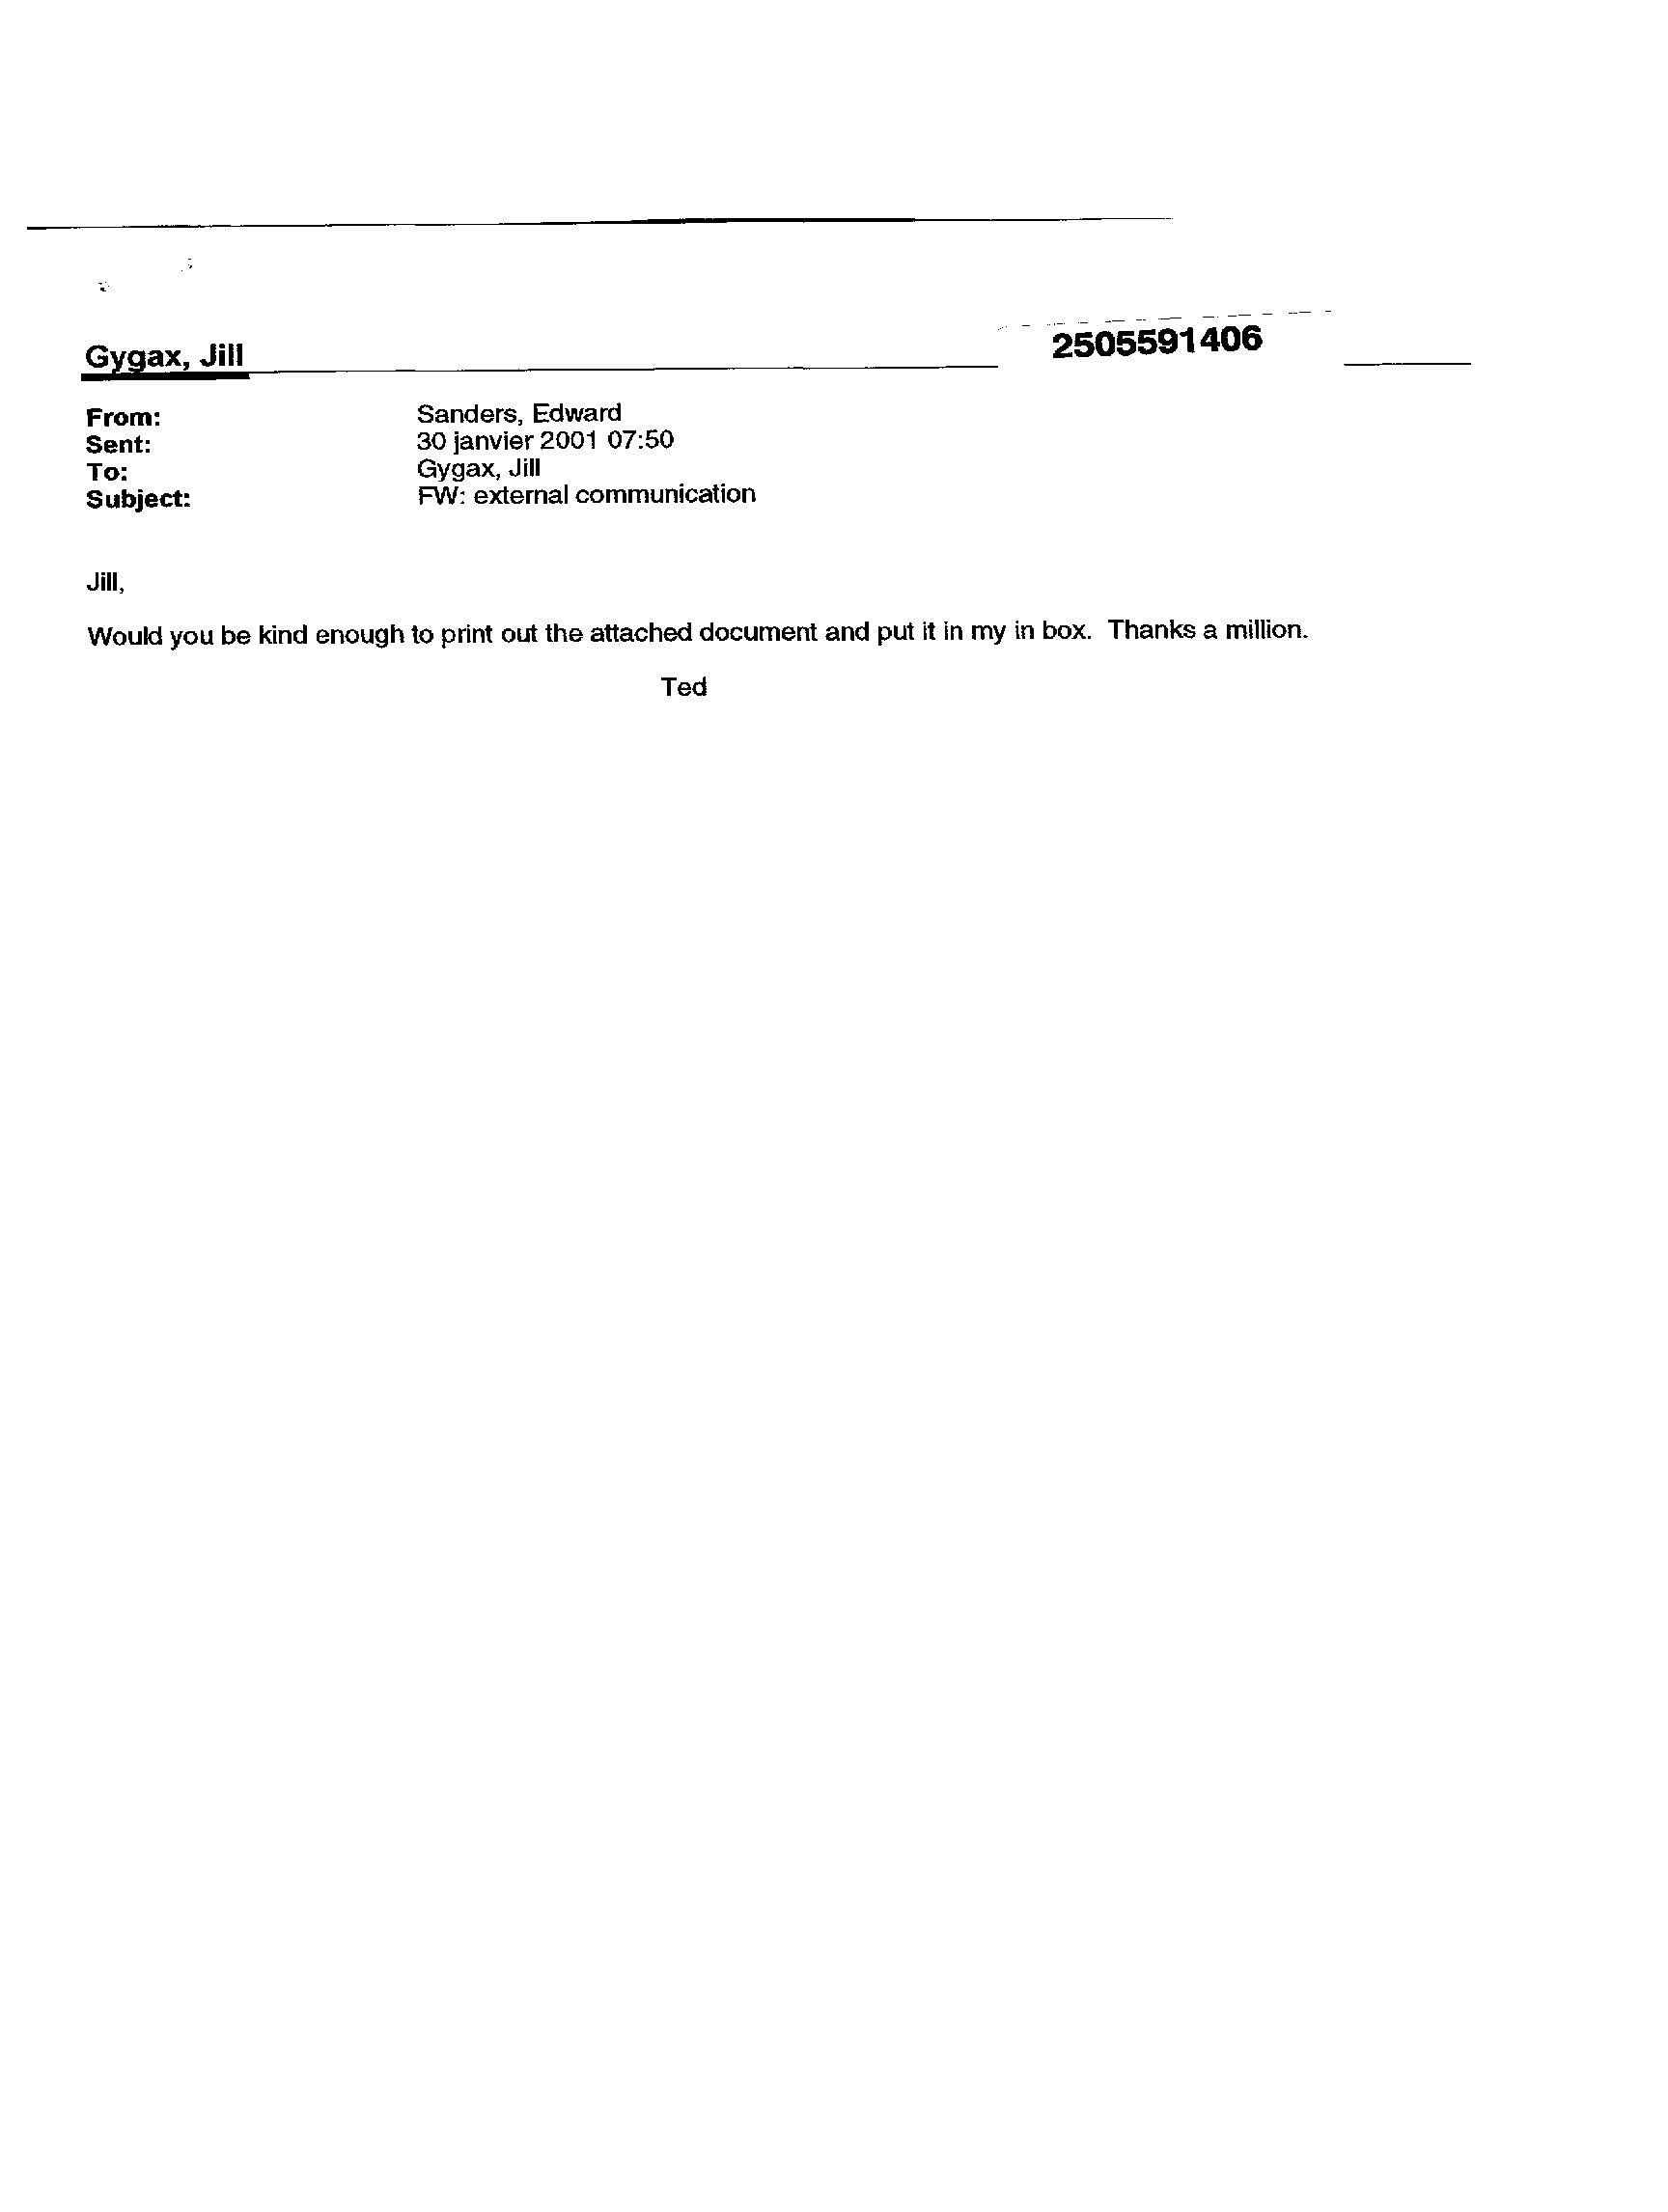 Gygax, Jill
2505591406
From: Sanders, Edward
Sent: 30 janvier 2001 07:50
To: Gygax, Jill
Subject: FW: external communication
Jill,
Would you be kind enough to print out the attached document and put it in my in box.  Thanks a million.
Ted